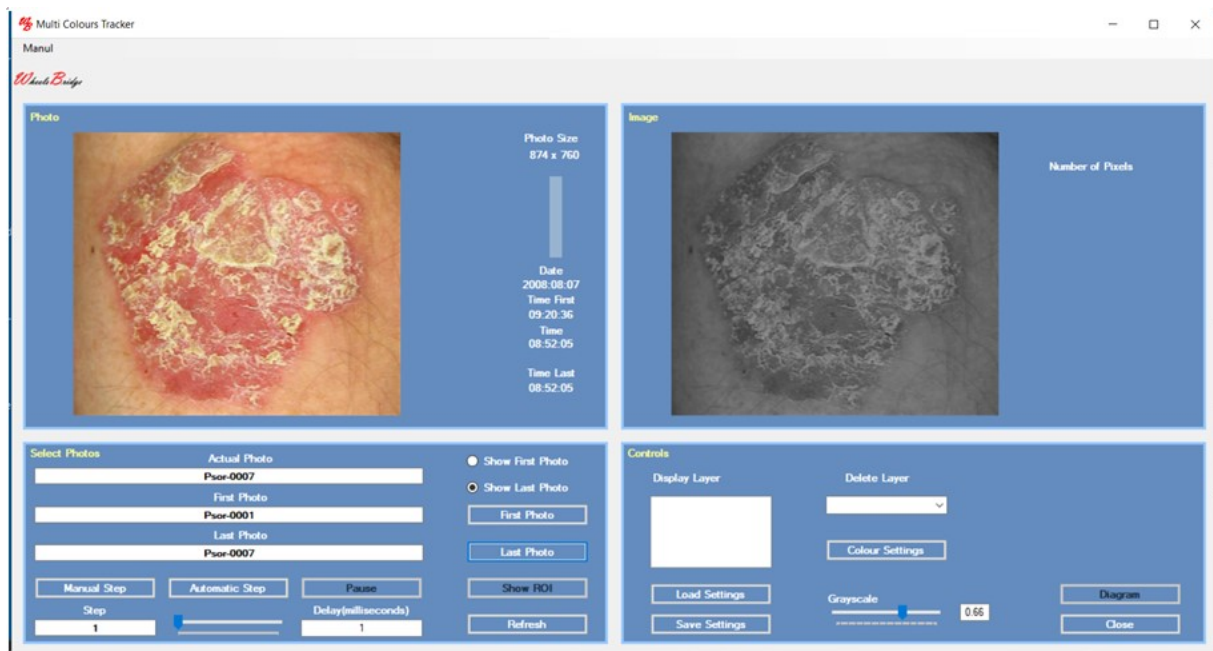 Multi Colours Tracker
Manul
WheelsBridge
Photo
Photo Size
874 x 760
Date
2008:08:07
Time First
09:20:36
Time
08:52:05
Time Last
08:52:05
Image
Number of Pixels
Select Photos
Actual Photo
Psor-0007
First Photo
Psor-0001
Last Photo
Psor-0007
Show First Photo
Show Last Photo
First Photo
Last Photo
Manual Step
Automatic Step
Pause
Show ROI
Step
1
Delay(milliseconds)
1
Refresh
Controls
Display Layer
Delete Layer
Colour Settings
Load Settings
Save Settings
Grayscale
0.66
Diagram
Close